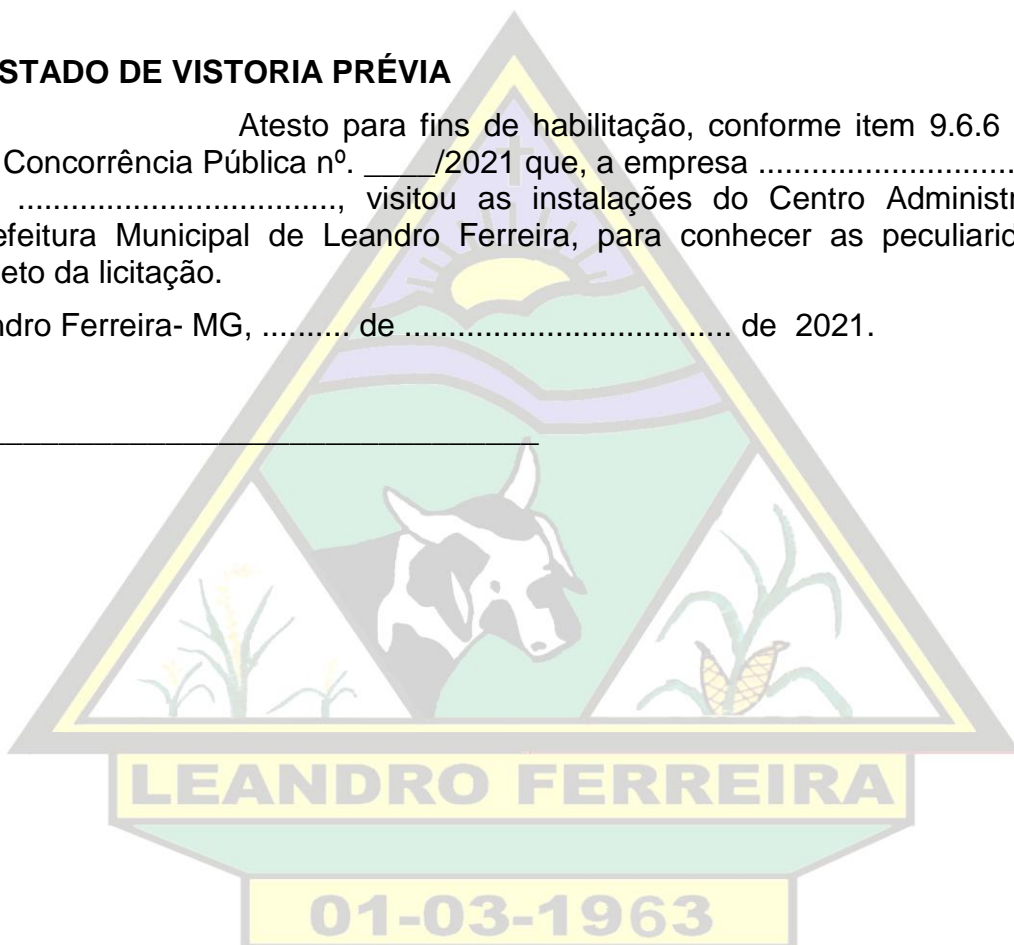 STADO DE VISTORIA PRÉVIA
Atesto para fins de habilitação, conforme item 9.6.6
Concorrência Pública nº. ____/2021 que, a empresa .............................
...................................., visitou as instalações do Centro Administr
efeitura Municipal de Leandro Ferreira, para conhecer as peculiarid
eto da licitação.
ndro Ferreira- MG, .......... de ..................................... de 2021.
LEANDRO FERREIRA
01-03-1963